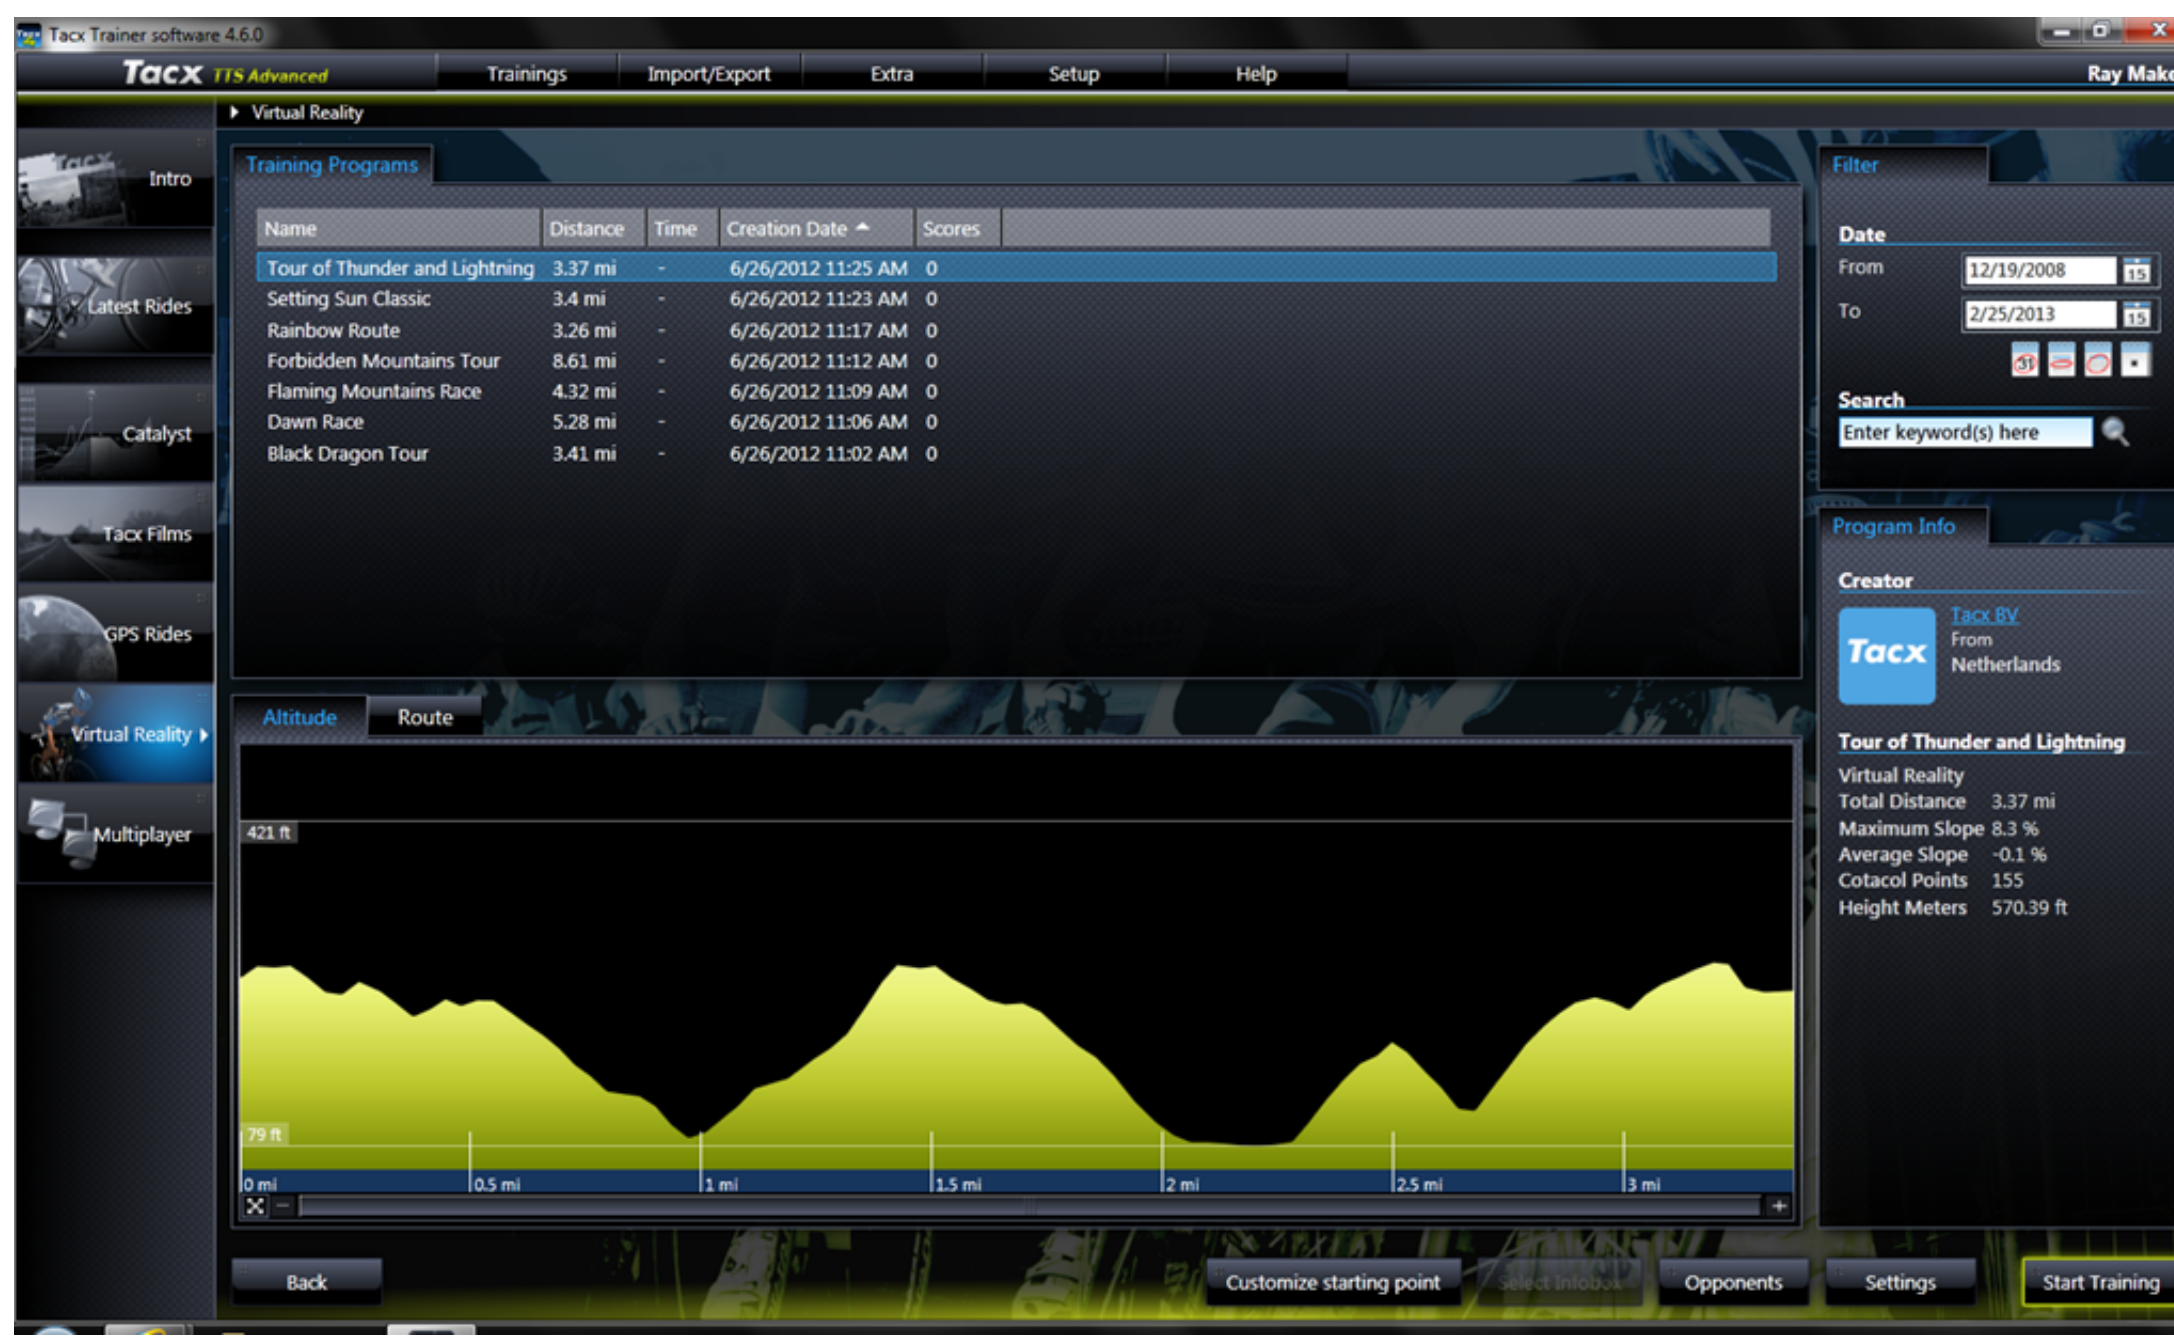 Tacx Trainer software 4.6.0
Tacx TTS Advanced Trainings Import/Export Extra Setup Help Ray Make
Virtual Reality
Intro
Latest Rides
Catalyst
Tacx Films
GPS Rides
Virtual Reality
Multiplayer
Training Programs
Name Distance Time Creation Date Scores
Tour of Thunder and Lightning 3.37 mi - 6/26/2012 11:25 AM 0
Setting Sun Classic 3.4 mi - 6/26/2012 11:23 AM 0
Rainbow Route 3.26 mi - 6/26/2012 11:17 AM 0
Forbidden Mountains Tour 8.61 mi - 6/26/2012 11:12 AM 0
Flaming Mountains Race 4.32 mi - 6/26/2012 11:09 AM 0
Dawn Race 5.28 mi - 6/26/2012 11:06 AM 0
Black Dragon Tour 3.41 mi - 6/26/2012 11:02 AM 0
Filter
Date
From 12/19/2008 15
To 2/25/2013 15
31
Search
Enter keyword(s) here
Program Info
Creator
Tacx
Tacx BV
From
Netherlands
Tour of Thunder and Lightning
Virtual Reality
Total Distance 3.37 mi
Maximum Slope 8.3 %
Average Slope -0.1 %
Cotacol Points 155
Height Meters 570.39 ft
Altitude Route
421 ft
79 ft
0 mi 0.5 mi 1 mi 1.5 mi 2 mi 2.5 mi 3 mi
Back Customize starting point Select Infobox Opponents Settings Start Training